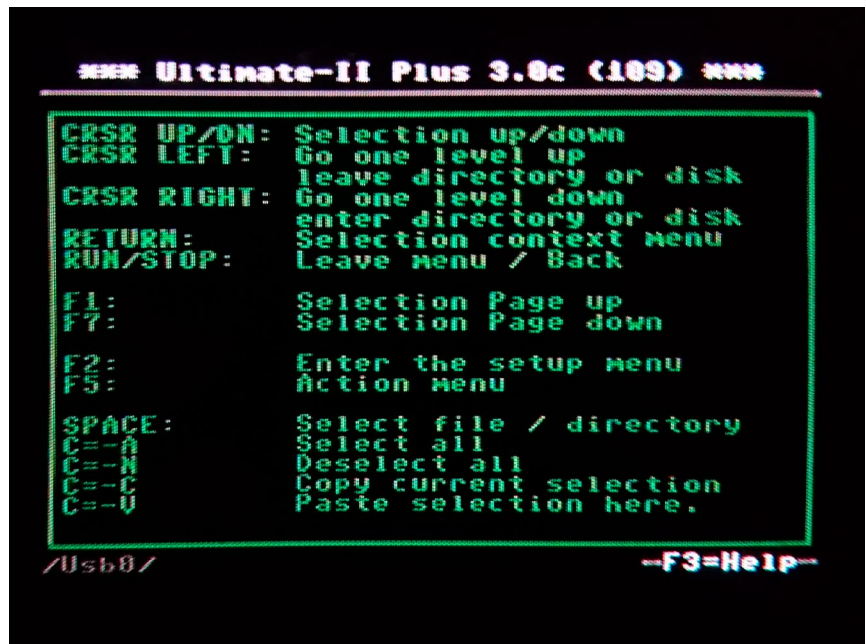 *** Ultimate-II Plus 3.0c (109) ***
CRSR UP/DN: Selection up/down
CRSR LEFT: Go one level up
leave directory or disk
CRSR RIGHT: Go one level down
enter directory or disk
RETURN: Selection context menu
RUN/STOP: Leave menu / Back
F1: Selection Page up
F7: Selection Page down
F2: Enter the setup menu
F5: Action menu
SPACE: Select file / directory
C=-A Select all
C=-N Deselect all
C=-C Copy current selection
C=-V Paste selection here.
/Usb0/ -F3=Help-